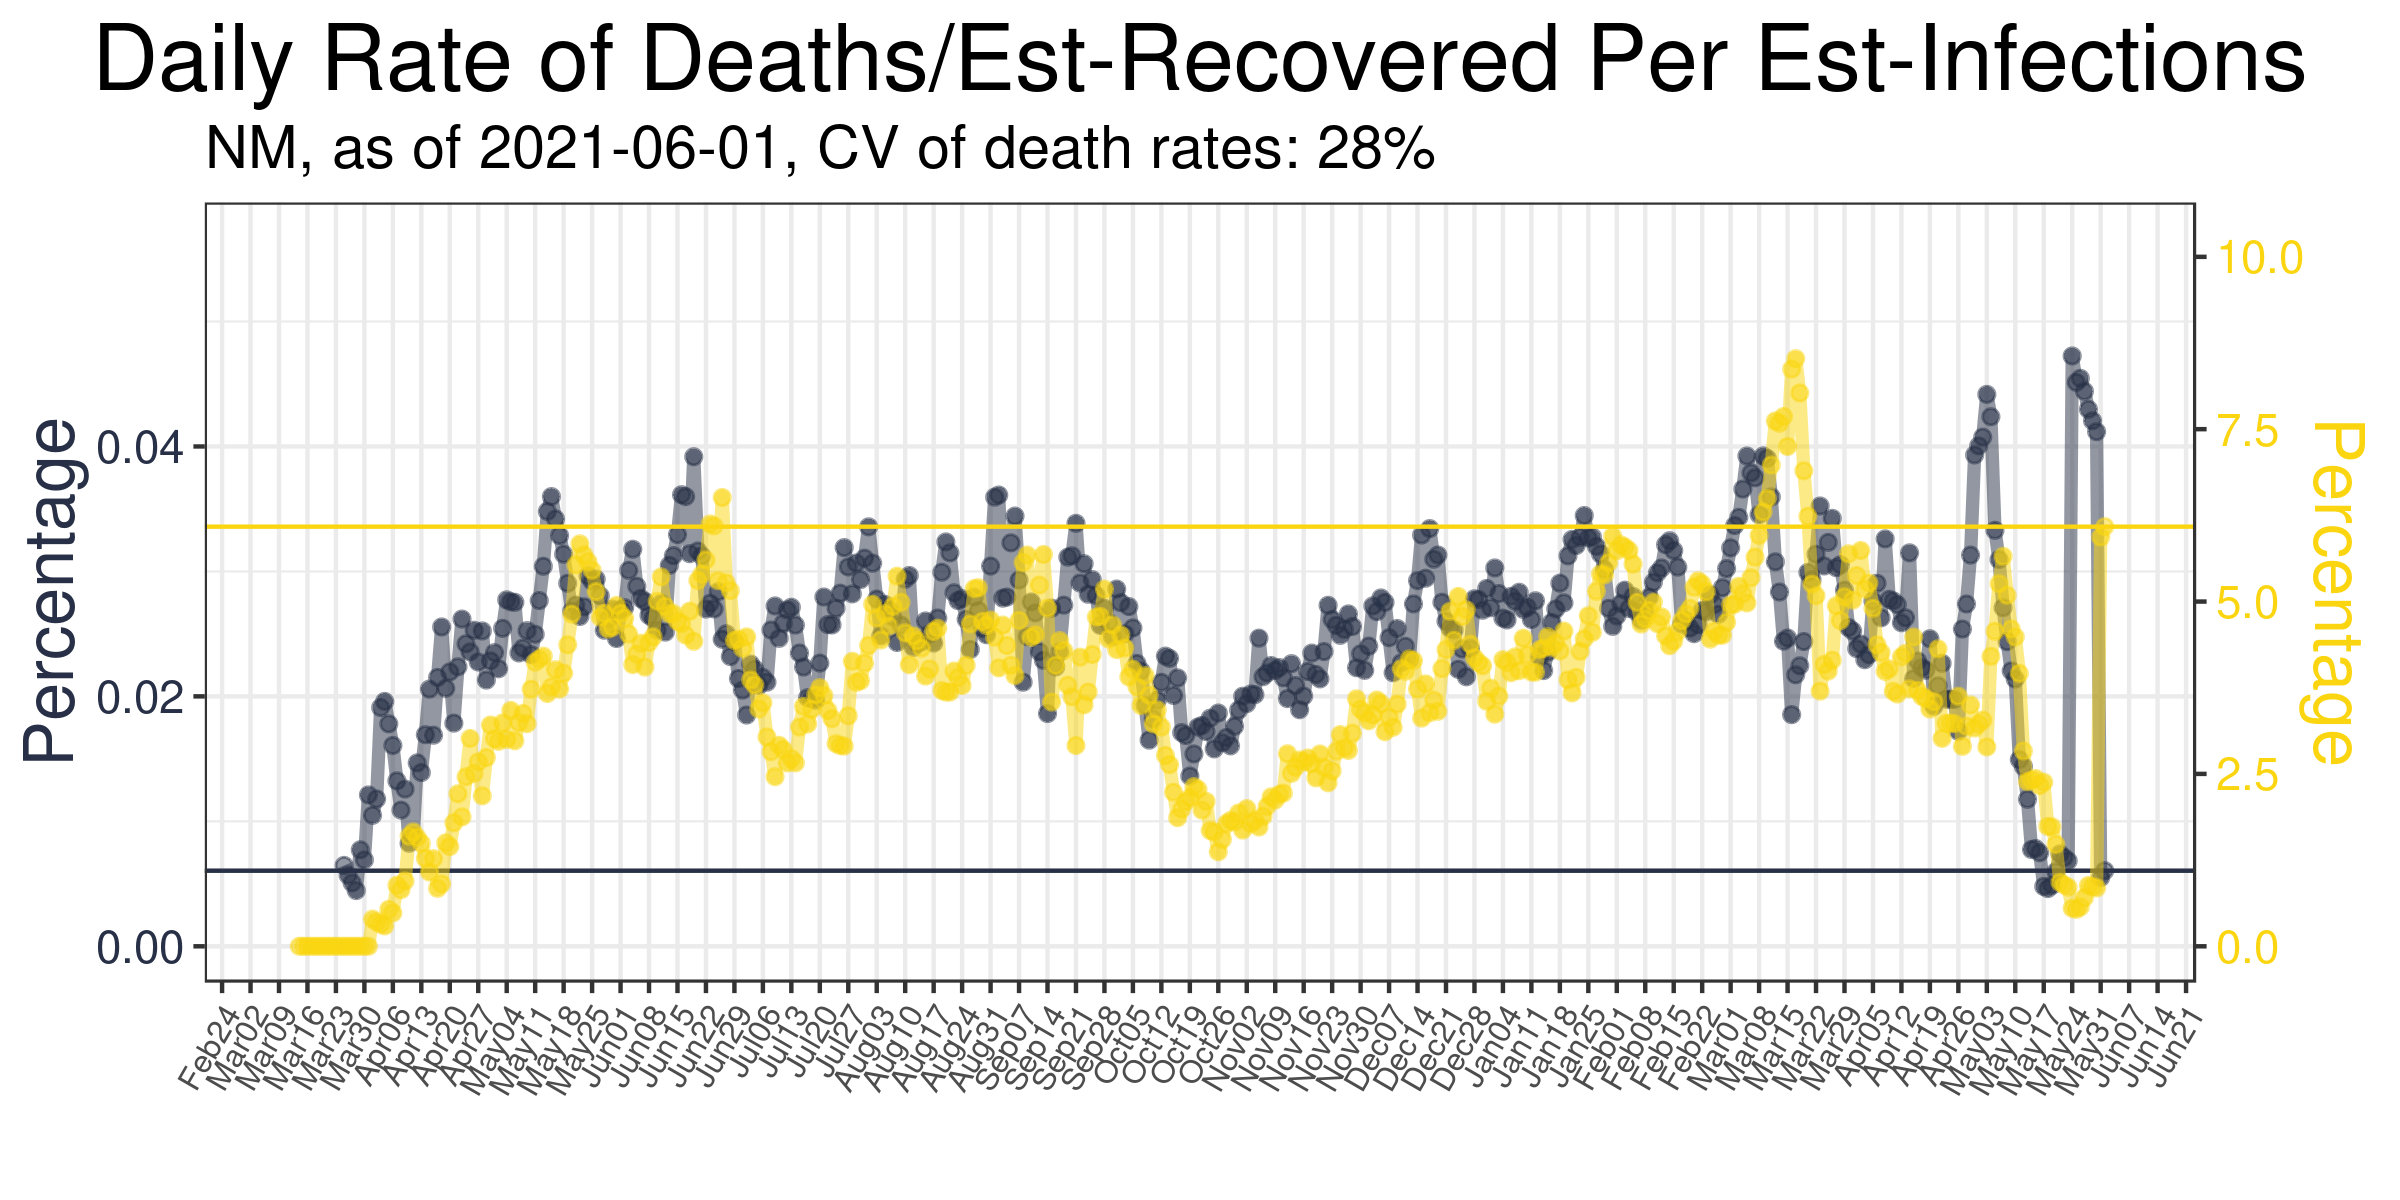 Daily Rate of Deaths/Est-Recovered Per Est-Infections
NM, as of 2021-06-01, CV of death rates: 28%
Percentage
0.04
0.02
0.00
10.0
7.5
5.0
2.5
0.0
Percentage
Feb24
Mar02
Mar09
Mar16
Mar23
Mar30
Apr06
Apr13
Apr20
Apr27
May04
May11
May18
May25
Jun01
Jun08
Jun15
Jun22
Jun29
Jul06
Jul13
Jul20
Jul27
Aug03
Aug10
Aug17
Aug24
Aug31
Sep07
Sep14
Sep21
Sep28
Oct05
Oct12
Oct19
Oct26
Nov02
Nov09
Nov16
Nov23
Nov30
Dec07
Dec14
Dec21
Dec28
Jan04
Jan11
Jan18
Jan25
Feb01
Feb08
Feb15
Feb22
Mar01
Mar08
Mar15
Mar22
Mar29
Apr05
Apr12
Apr19
Apr26
May03
May10
May17
May24
May31
Jun07
Jun14
Jun21